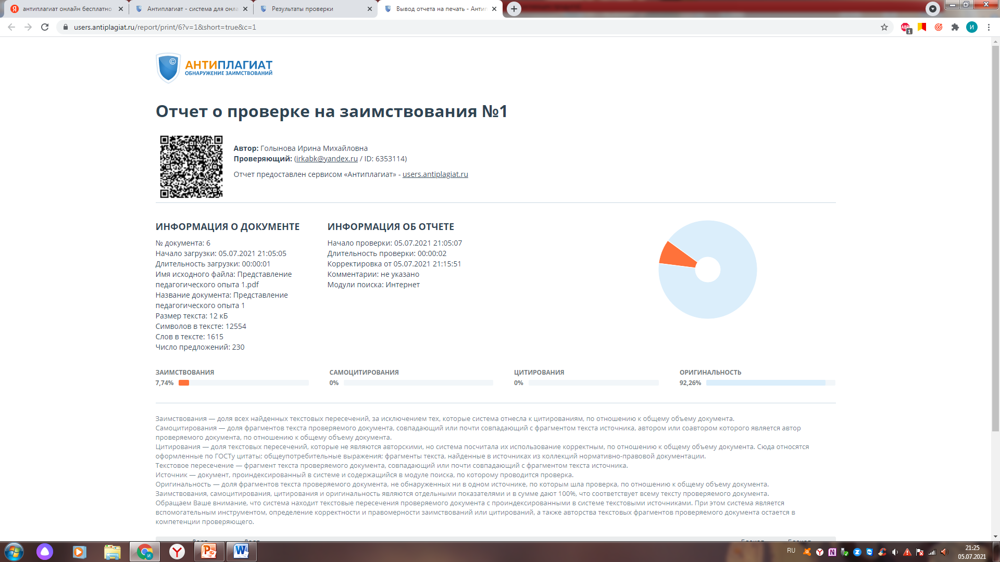 антиплагиат онлайн бесплатно
Антиплагиат - система для онла
Результаты проверки
Вывод отчета на печать - Антип
users.antiplagiat.ru/report/print/6?v=1&short=true&c=1
АНТИПЛАГИАТ
ОБНАРУЖЕНИЕ ЗАИМСТВОВАНИЙ
Отчет о проверке на заимствования №1
Автор: Голынова Ирина Михайловна
Проверяющий: (irkabk@yandex.ru / ID: 6353114)
Отчет предоставлен сервисом «Антиплагиат» - users.antiplagiat.ru
ИНФОРМАЦИЯ О ДОКУМЕНТЕ
№ документа: 6
Начало загрузки: 05.07.2021 21:05:05
Длительность загрузки: 00:00:01
Имя исходного файла: Представление
педагогического опыта 1.pdf
Название документа: Представление
педагогического опыта 1
Размер текста: 12 кБ
Символов в тексте: 12554
Слов в тексте: 1615
Число предложений: 230
ИНФОРМАЦИЯ ОБ ОТЧЕТЕ
Начало проверки: 05.07.2021 21:05:07
Длительность проверки: 00:00:02
Корректировка от 05.07.2021 21:15:51
Комментарии: не указано
Модули поиска: Интернет
ЗАИМСТВОВАНИЯ
7,74%
САМОЦИТИРОВАНИЯ
0%
ЦИТИРОВАНИЯ
0%
ОРИГИНАЛЬНОСТЬ
92,26%
Заимствования — доля всех найденных текстовых пересечений, за исключением тех, которые система отнесла к цитированиям, по отношению к общему объему документа.
Самоцитирования — доля фрагментов текста проверяемого документа, совпадающий или почти совпадающий с фрагментом текста источника, автором или соавтором которого является автор
проверяемого документа, по отношению к общему объему документа.
Цитирования — доля текстовых пересечений, которые не являются авторскими, но система посчитала их использование корректным, по отношению к общему объему документа. Сюда относятся
оформленные по ГОСТу цитаты; общеупотребительные выражения; фрагменты текста, найденные в источниках из коллекций нормативно-правовой документации.
Текстовое пересечение — фрагмент текста проверяемого документа, совпадающий или почти совпадающий с фрагментом текста источника.
Источник — документ, проиндексированный в системе и содержащийся в модуле поиска, по которому проводится проверка.
Оригинальность — доля фрагментов текста проверяемого документа, не обнаруженных ни в одном источнике, по которым шла проверка, по отношению к общему объему документа.
Заимствования, самоцитирования, цитирования и оригинальность являются отдельными показателями и в сумме дают 100%, что соответствует всему тексту проверяемого документа.
Обращаем Ваше внимание, что система находит текстовые пересечения проверяемого документа с проиндексированными в системе текстовыми источниками. При этом система является
вспомогательным инструментом, определение корректности и правомерности заимствований или цитирований, а также авторства текстовых фрагментов проверяемого документа остается в
компетенции проверяющего.
RU
21:25
05.07.2021